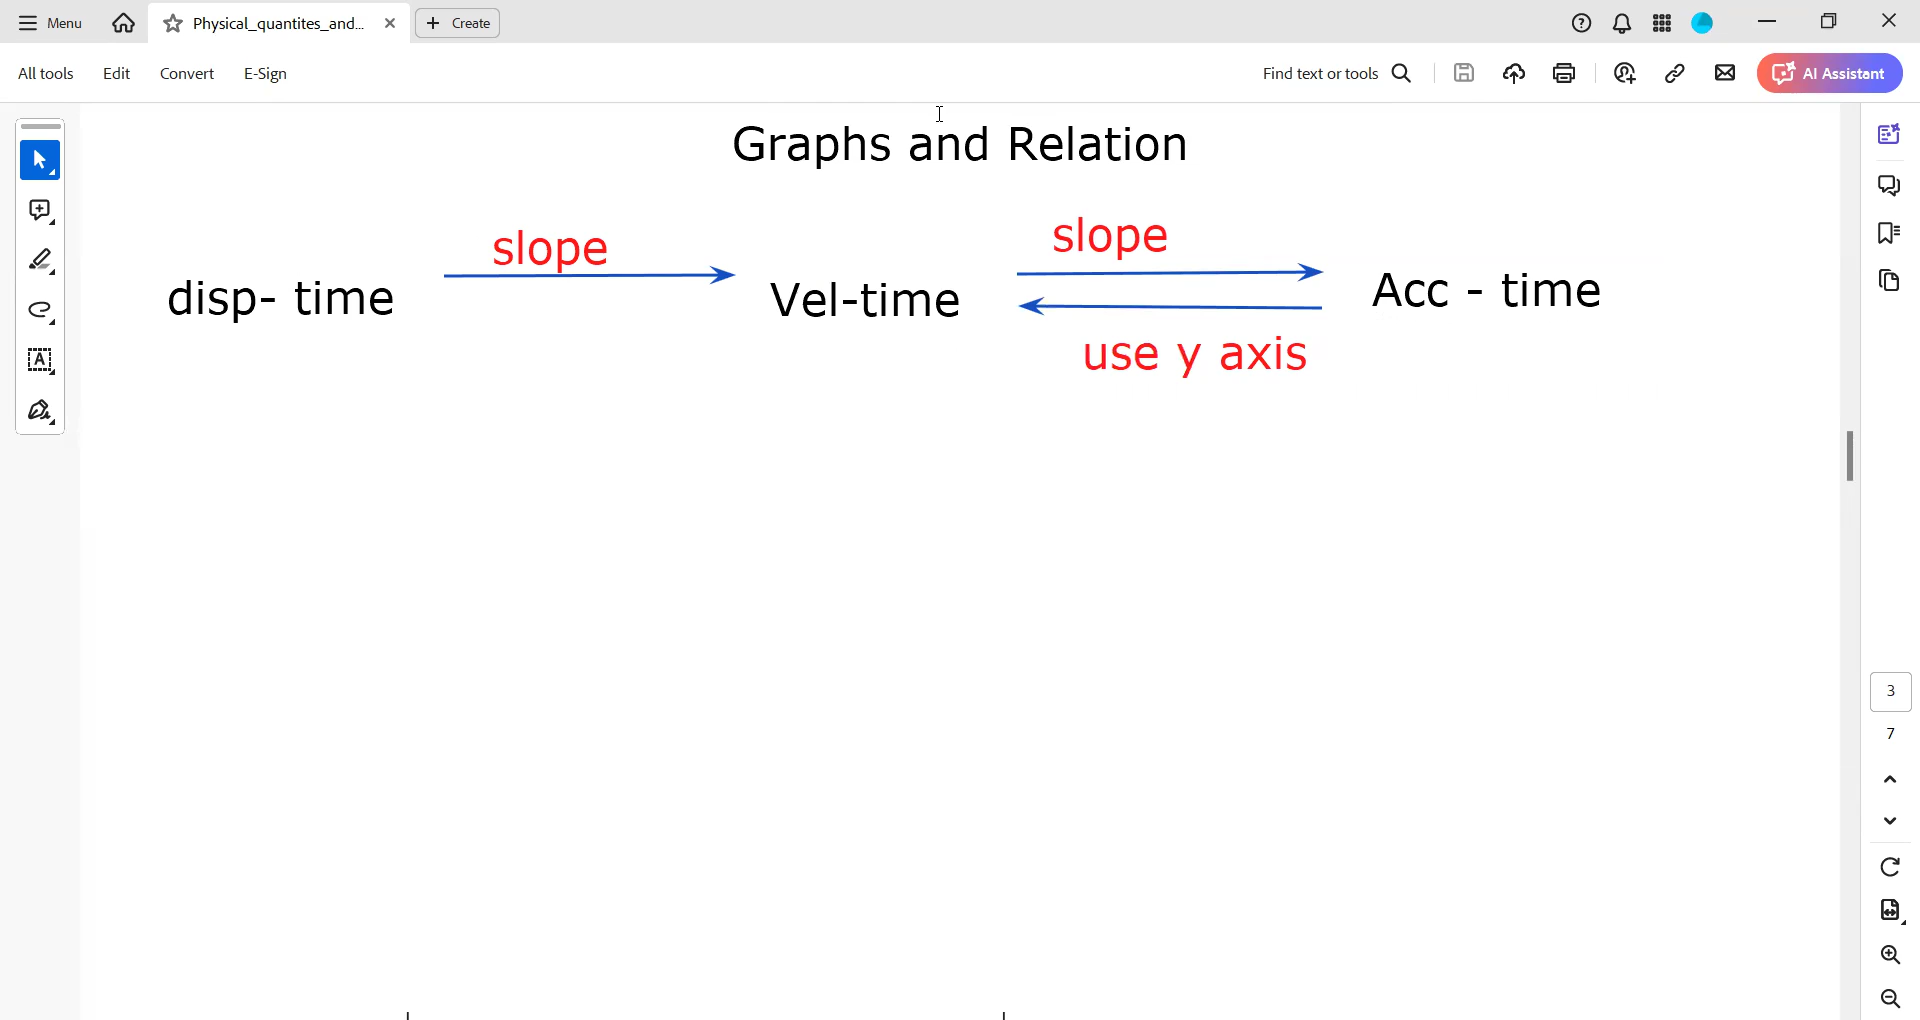 Menu
Physical_quantites_and...
Create
All tools
Edit
Convert
E-Sign
Find text or tools
AI Assistant
Graphs and Relation
slope
slope
disp- time
Vel-time
Acc - time
use y axis
A
3
7